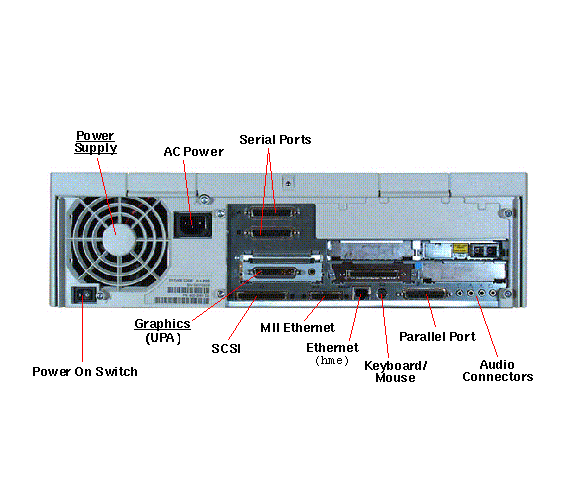 Power
Supply
AC Power
Serial Ports
Graphics
(UPA)
SCSI
MII Ethernet
Ethernet
(hme)
Keyboard/
Mouse
Parallel Port
Audio
Connectors
Power On Switch